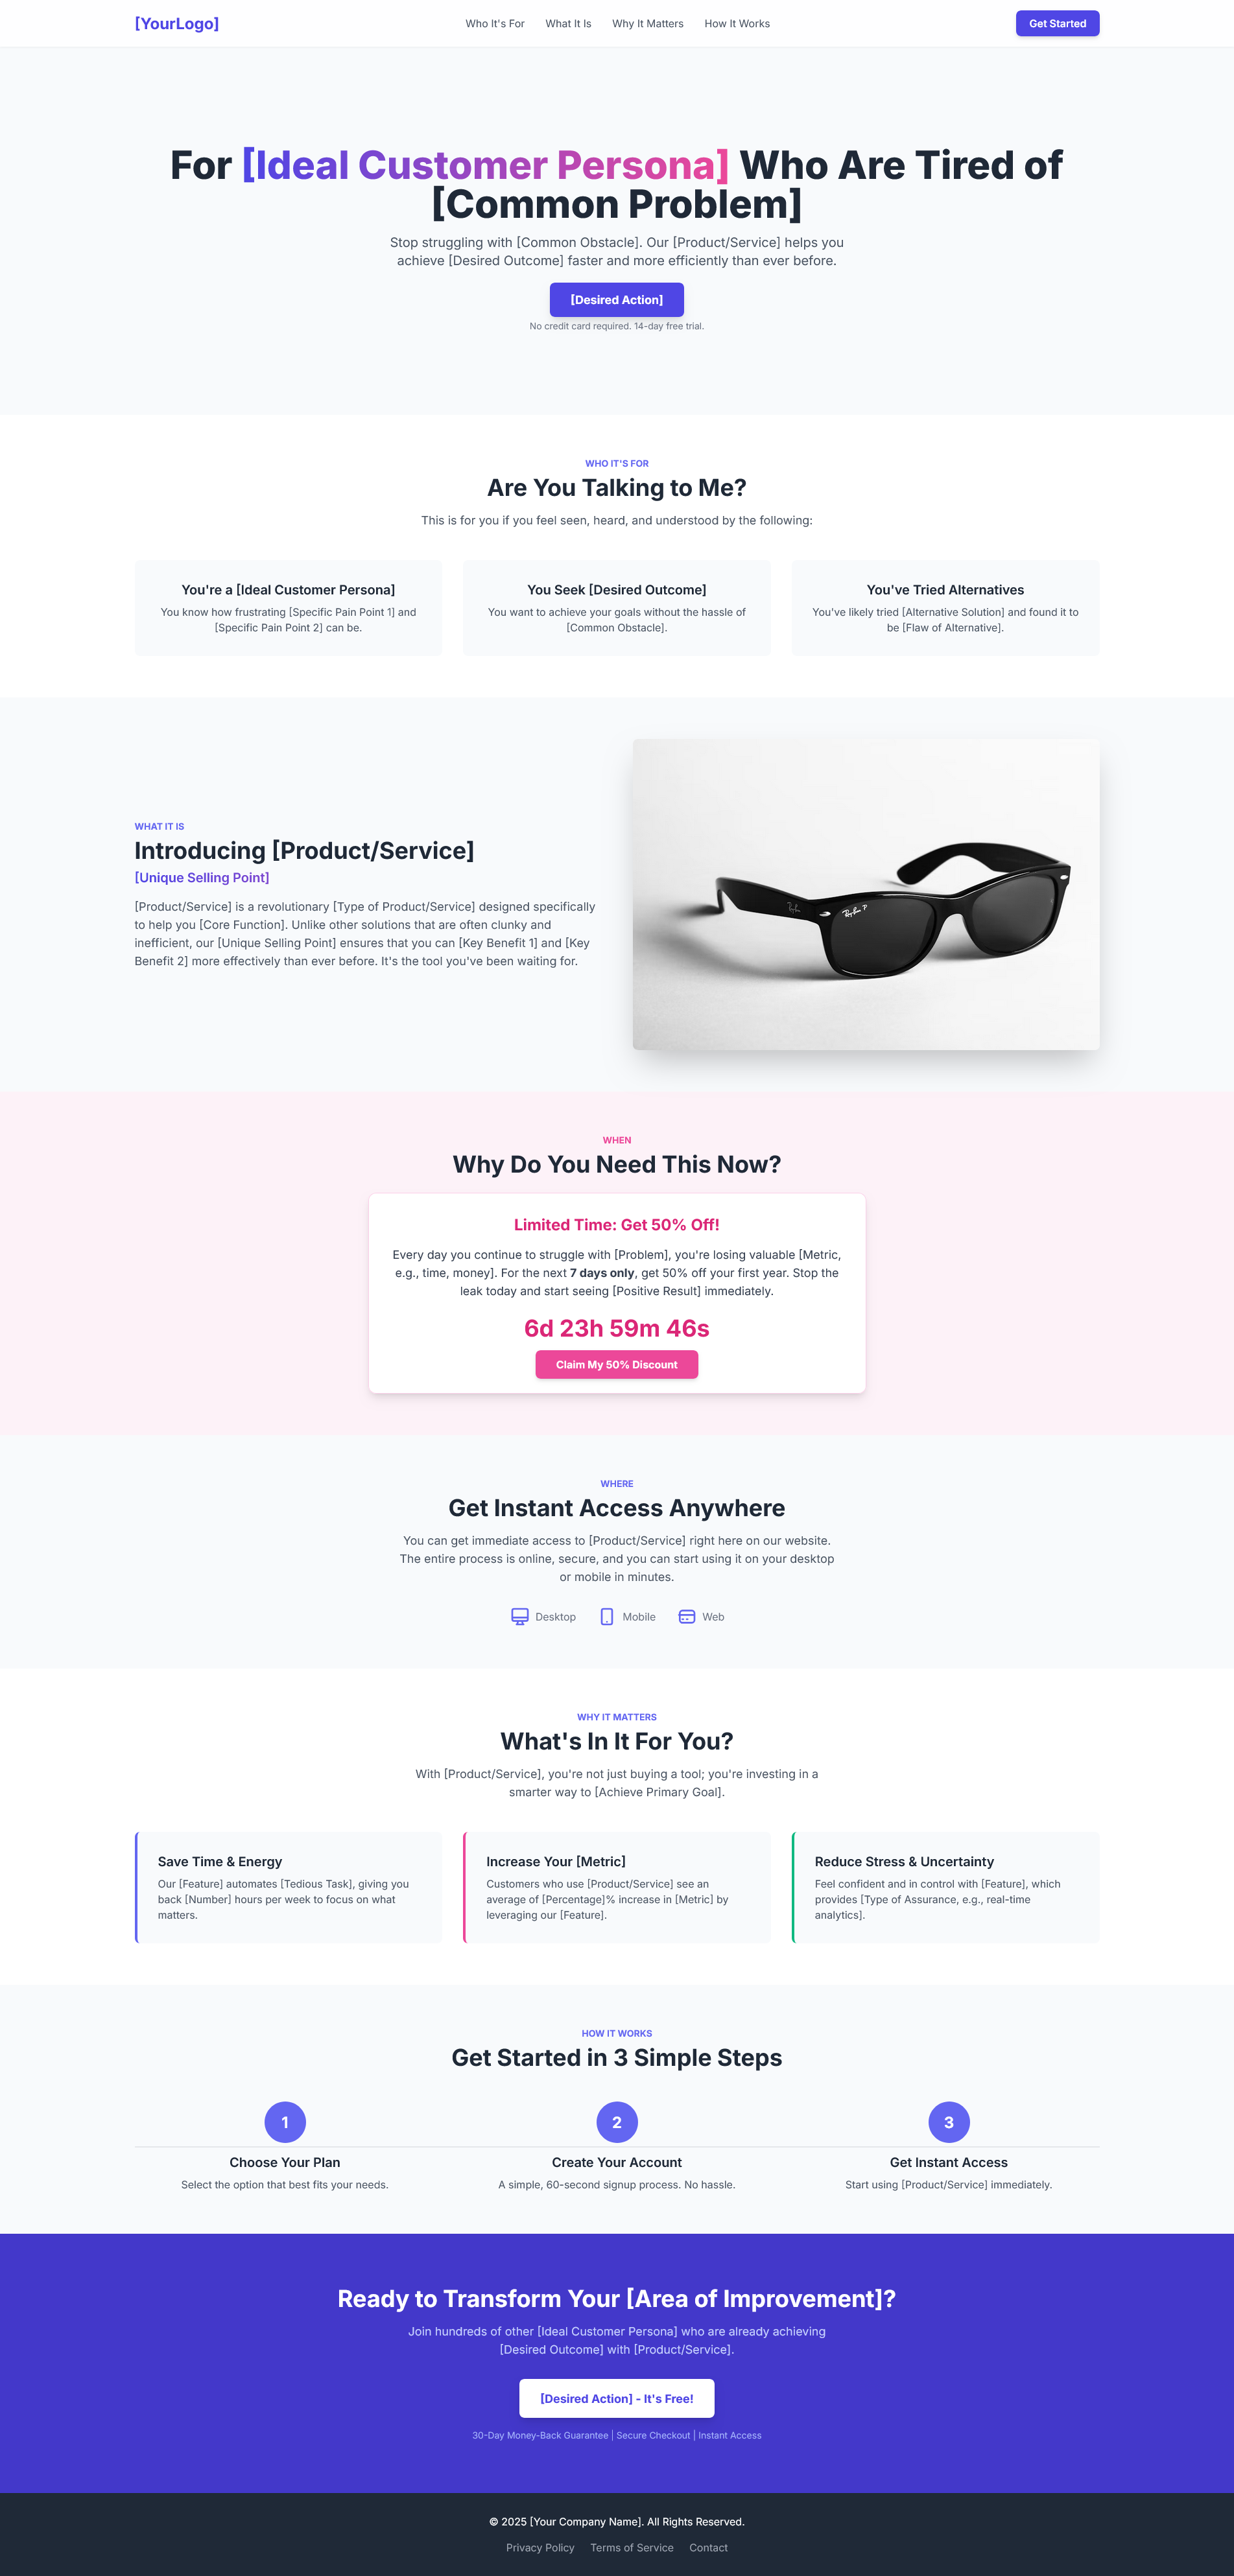 [YourLogo]
Who It's For
What It Is
Why It Matters
How It Works
Get Started
For [Ideal Customer Persona] Who Are Tired of
[Common Problem]
Stop struggling with [Common Obstacle]. Our [Product/Service] helps you
achieve [Desired Outcome] faster and more efficiently than ever before.
[Desired Action]
No credit card required. 14-day free trial.
WHO IT'S FOR
Are You Talking to Me?
This is for you if you feel seen, heard, and understood by the following:
You're a [Ideal Customer Persona]
You know how frustrating [Specific Pain Point 1] and
[Specific Pain Point 2] can be.
You Seek [Desired Outcome]
You want to achieve your goals without the hassle of
[Common Obstacle].
You've Tried Alternatives
You've likely tried [Alternative Solution] and found it to
be [Flaw of Alternative].
WHAT IT IS
Introducing [Product/Service]
[Unique Selling Point]
[Product/Service] is a revolutionary [Type of Product/Service] designed specifically
to help you [Core Function]. Unlike other solutions that are often clunky and
inefficient, our [Unique Selling Point] ensures that you can [Key Benefit 1] and [Key
Benefit 2] more effectively than ever before. It's the tool you've been waiting for.
Ray-Ban
Ray-Ban P
WHEN
Why Do You Need This Now?
Limited Time: Get 50% Off!
Every day you continue to struggle with [Problem], you're losing valuable [Metric,
e.g., time, money]. For the next 7 days only, get 50% off your first year. Stop the
leak today and start seeing [Positive Result] immediately.
6d 23h 59m 46s
Claim My 50% Discount
WHERE
Get Instant Access Anywhere
You can get immediate access to [Product/Service] right here on our website.
The entire process is online, secure, and you can start using it on your desktop
or mobile in minutes.
Desktop
Mobile
Web
WHY IT MATTERS
What's In It For You?
With [Product/Service], you're not just buying a tool; you're investing in a
smarter way to [Achieve Primary Goal].
Save Time & Energy
Our [Feature] automates [Tedious Task], giving you
back [Number] hours per week to focus on what
matters.
Increase Your [Metric]
Customers who use [Product/Service] see an
average of [Percentage]% increase in [Metric] by
leveraging our [Feature].
Reduce Stress & Uncertainty
Feel confident and in control with [Feature], which
provides [Type of Assurance, e.g., real-time
analytics].
HOW IT WORKS
Get Started in 3 Simple Steps
1
Choose Your Plan
Select the option that best fits your needs.
2
Create Your Account
A simple, 60-second signup process. No hassle.
3
Get Instant Access
Start using [Product/Service] immediately.
Ready to Transform Your [Area of Improvement]?
Join hundreds of other [Ideal Customer Persona] who are already achieving
[Desired Outcome] with [Product/Service].
[Desired Action] - It's Free!
30-Day Money-Back Guarantee | Secure Checkout | Instant Access
© 2025 [Your Company Name]. All Rights Reserved.
Privacy Policy
Terms of Service
Contact